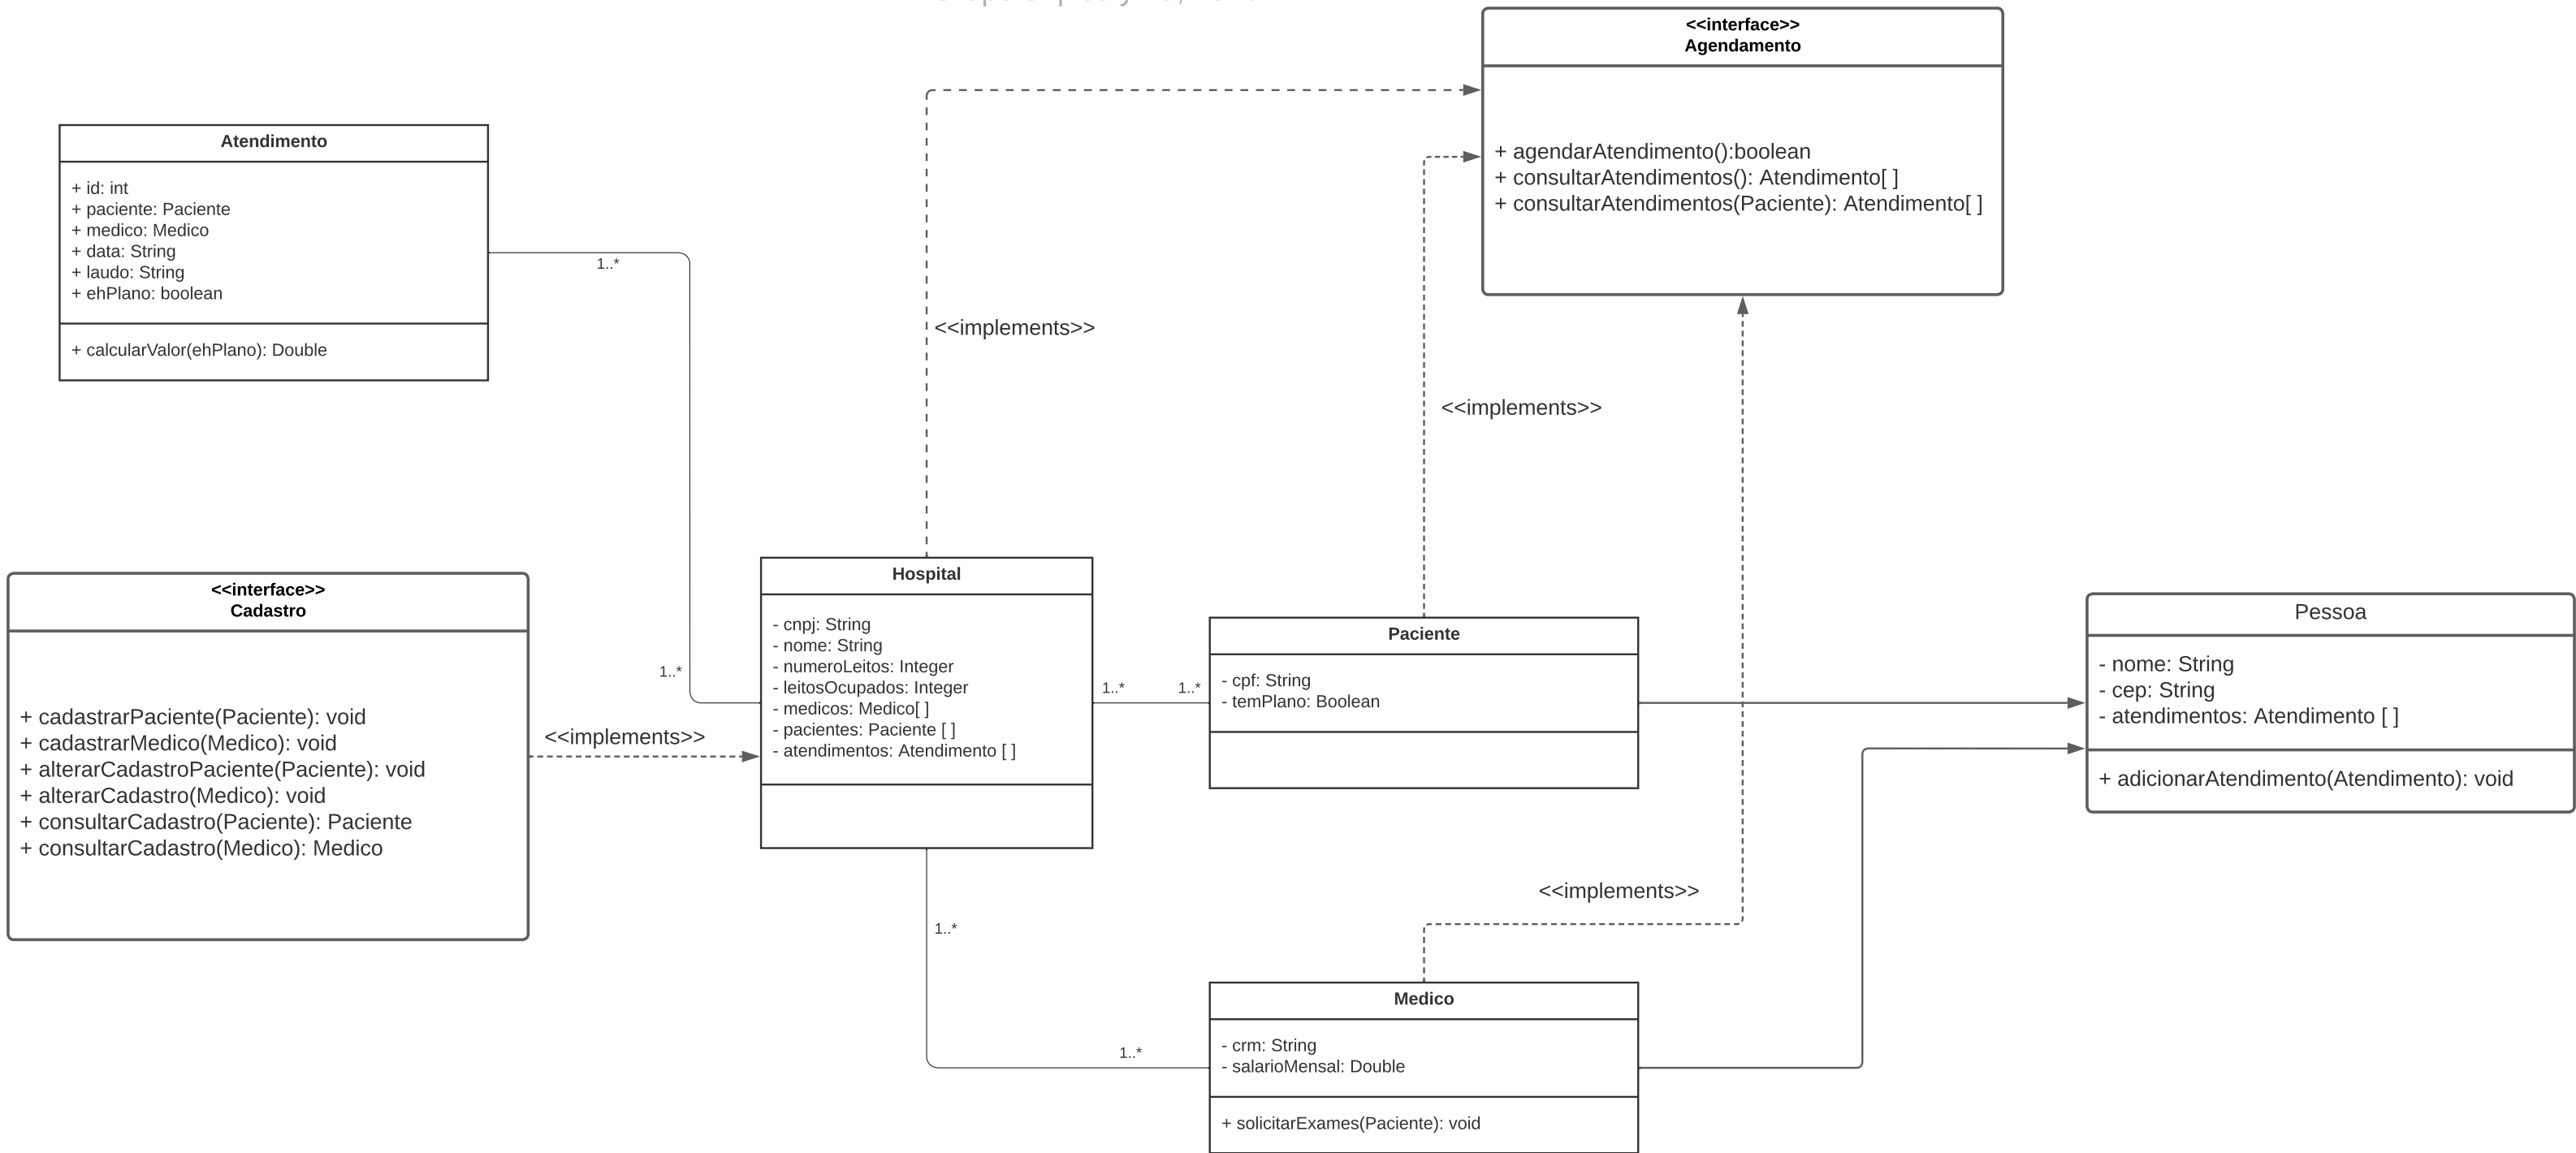 <<interface>>
Agendamento
+ agendarAtendimento():boolean
+ consultarAtendimentos(): Atendimento[ ]
+ consultarAtendimentos(Paciente): Atendimento[ ]
Atendimento
+ id: int
+ paciente: Paciente
+ medico: Medico
+ data: String
+ laudo: String
+ ehPlano: boolean
+ calcularValor(ehPlano): Double
1..*
<<implements>>
<<implements>>
<<interface>>
Cadastro
+ cadastrarPaciente(Paciente): void
+ cadastrarMedico(Medico): void
+ alterarCadastroPaciente(Paciente): void
+ alterarCadastro(Medico): void
+ consultarCadastro(Paciente): Paciente
+ consultarCadastro(Medico): Medico
<<implements>>
1..*
Hospital
- cnpj: String
- nome: String
- numeroLeitos: Integer
- leitosOcupados: Integer
- medicos: Medico[ ]
- pacientes: Paciente [ ]
- atendimentos: Atendimento [ ]
1..*
1..*
Paciente
- cpf: String
- temPlano: Boolean
Pessoa
- nome: String
- cep: String
- atendimentos: Atendimento [ ]
+ adicionarAtendimento(Atendimento): void
<<implements>>
1..*
1..*
Medico
- crm: String
- salarioMensal: Double
+ solicitarExames(Paciente): void